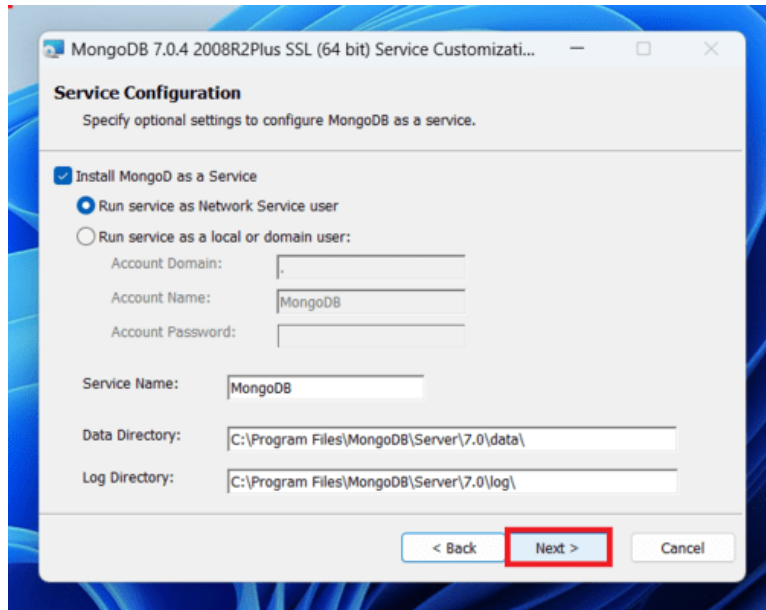 MongoDB 7.0.4 2008R2Plus SSL (64 bit) Service Customizati...
Service Configuration
Specify optional settings to configure MongoDB as a service.
Install MongoD as a Service
Run service as Network Service user
Run service as a local or domain user:
Account Domain: .
Account Name: MongoDB
Account Password:
Service Name: MongoDB
Data Directory: C:\Program Files\MongoDB\Server\7.0\data\
Log Directory: C:\Program Files\MongoDB\Server\7.0\log\
< Back Next > Cancel